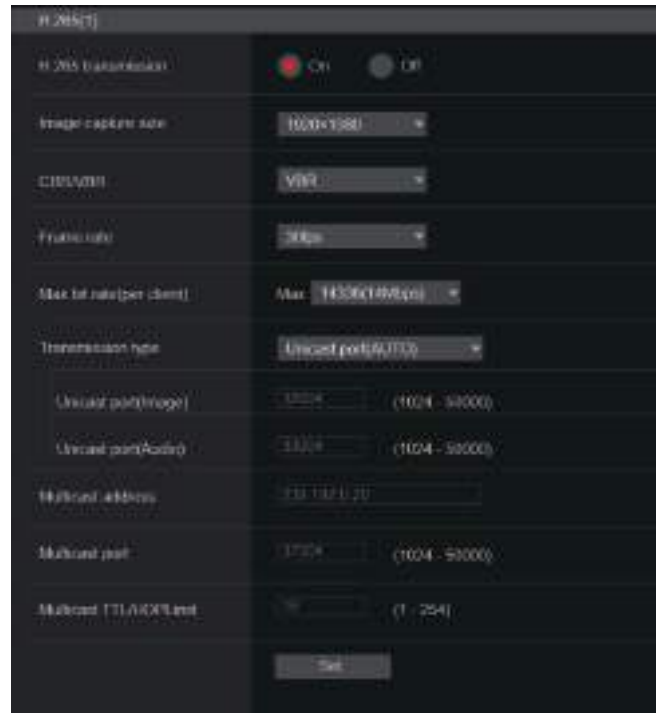 H.265(1)
H.265 transmission On Off
Image capture size 1920×1080
CBR/VBR VBR
Frame rate 30fps
Max bit rate(per client) Max 14336(14Mbps)
Transmission type Unicast port(AUTO)
Unicast port(Image) (1024 - 50000)
Unicast port(Audio) (1024 - 50000)
Multicast address
Multicast port (1024 - 50000)
Multicast TTL/HOPLimit (1 - 254)
Set